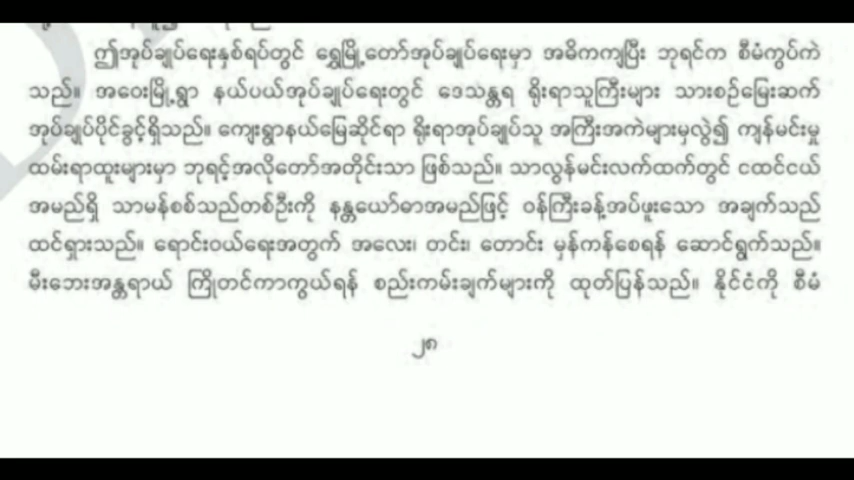 ဤအုပ်ချုပ်ရေးနှစ်ရပ်တွင် ရွှေမြို့တော်အုပ်ချုပ်ရေးမှာ အဓိကကျပြီး ဘုရင်က စီမံကွပ်ကဲ
သည်။ အဝေးမြို့ရွာ နယ်ပယ်အုပ်ချုပ်ရေးတွင် ဒေသန္တရ ရိုးရာသူကြီးများ သားစဉ်မြေးဆက်
အုပ်ချုပ်ပိုင်ခွင့်ရှိသည်။ ကျေးရွာနယ်မြေဆိုင်ရာ ရိုးရာအုပ်ချုပ်သူ အကြီးအကဲများမှလွဲ၍ ကျန်မင်းမှု
ထမ်းရာထူးများမှာ ဘုရင့်အလိုတော်အတိုင်းသာ ဖြစ်သည်။ သာလွန်မင်းလက်ထက်တွင် ငထင်ငယ်
အမည်ရှိ သာမန်စစ်သည်တစ်ဦးကို နန္တယော်ဓာအမည်ဖြင့် ဝန်ကြီးခန့်အပ်ဖူးသော အချက်သည်
ထင်ရှားသည်။ ရောင်းဝယ်ရေးအတွက် အလေး၊ တင်း၊ တောင်း မှန်ကန်စေရန် ဆောင်ရွက်သည်။
မီးဘေးအန္တရာယ် ကြိုတင်ကာကွယ်ရန် စည်းကမ်းချက်များကို ထုတ်ပြန်သည်။ နိုင်ငံကို စီမံ
၂၈